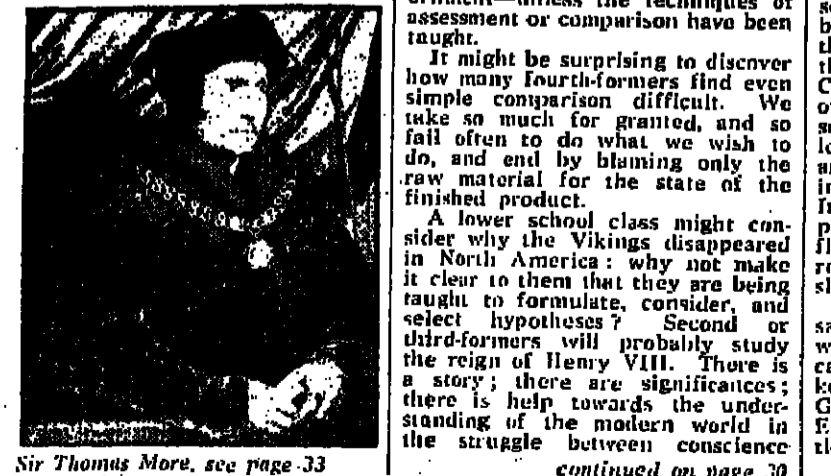 Sir Thomas More, see page 33
ernment—unless the techniques of
assessment or comparison have been
taught.
It might be surprising to discover
how many fourth-formers find even
simple comparison difficult. We
take so much for granted, and so
fail often to do what we wish to
do, and end by blaming only the
raw material for the state of the
finished product.
A lower school class might con-
sider why the Vikings disappeared
in North America : why not make
it clear to them that they are being
taught to formulate, consider, and
select hypotheses ? Second or
third-formers will probably study
the reign of Henry VIII. There is
a story ; there are significances ;
there is help towards the under-
standing of the modern world in
the struggle between conscience
continued on page 30